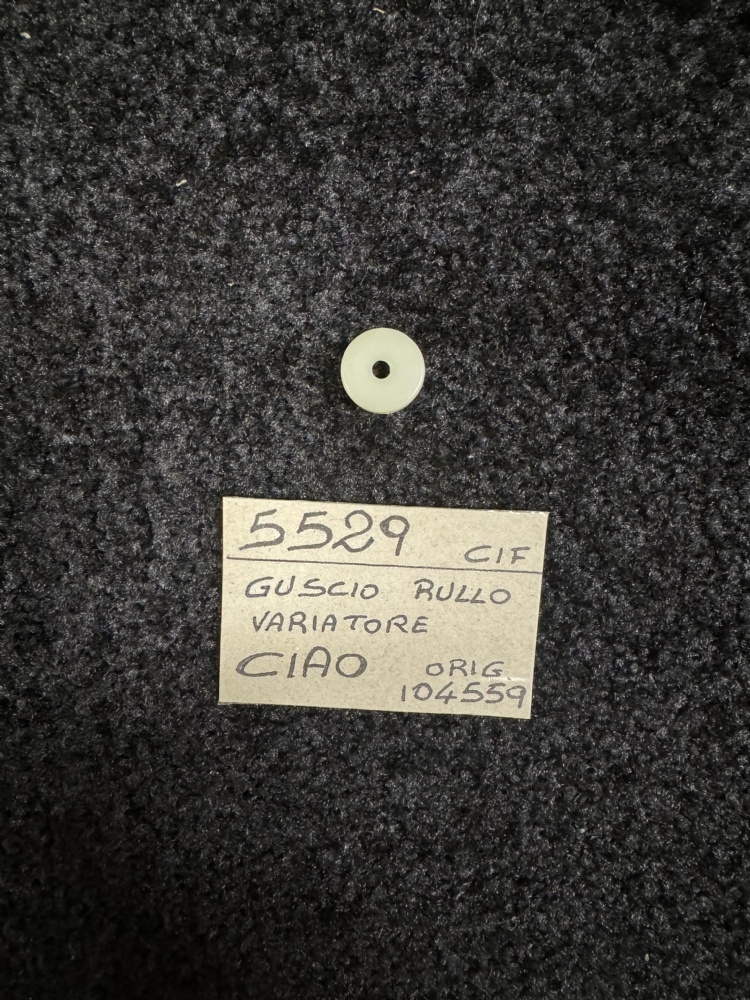 5529 CIF
GUSCIO RULLO
VARIATORE
CIAO ORIG.
104559